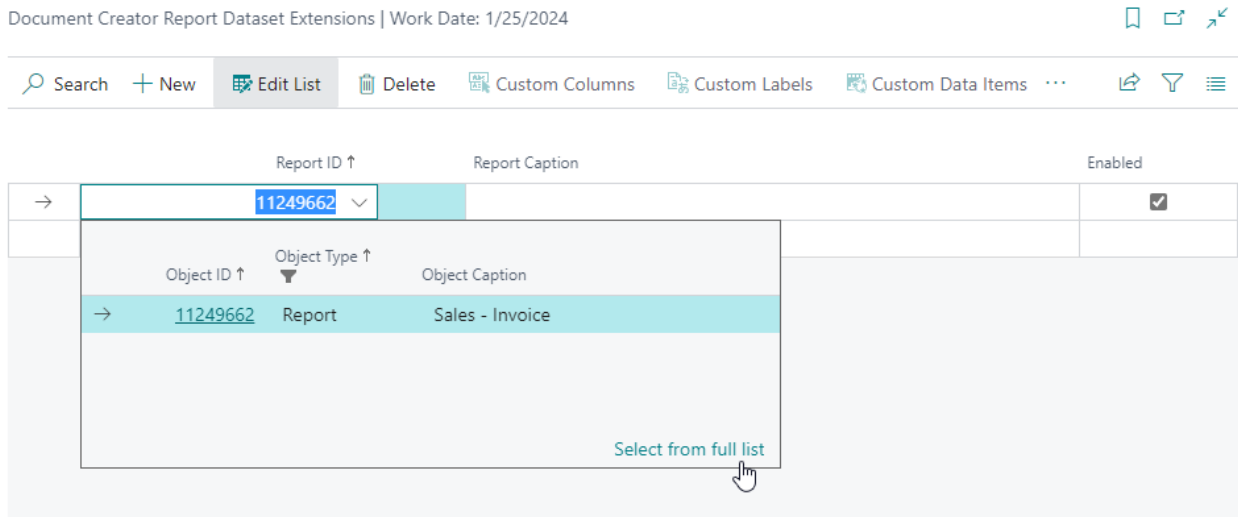 Document Creator Report Dataset Extensions | Work Date: 1/25/2024
Search New Edit List Delete Custom Columns Custom Labels Custom Data Items ···
Report ID ↑ Report Caption Enabled
11249662
Object ID ↑ Object Type ↑ Object Caption
11249662 Report Sales - Invoice
Select from full list